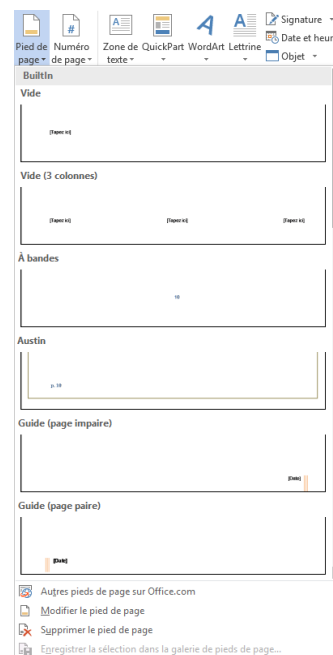 Signature
Date et heur
Objet
Pied de page
Numéro de page
Zone de texte
QuickPart
WordArt
Lettrine
BuiltIn
Vide
[Tapez ici]
Vide (3 colonnes)
[Tapez ici] [Tapez ici] [Tapez ici]
À bandes
10
Austin
p. 10
Guide (page impaire)
[Date]
Guide (page paire)
[Date]
Autres pieds de page sur Office.com
Modifier le pied de page
Supprimer le pied de page
Enregistrer la sélection dans la galerie de pieds de page...